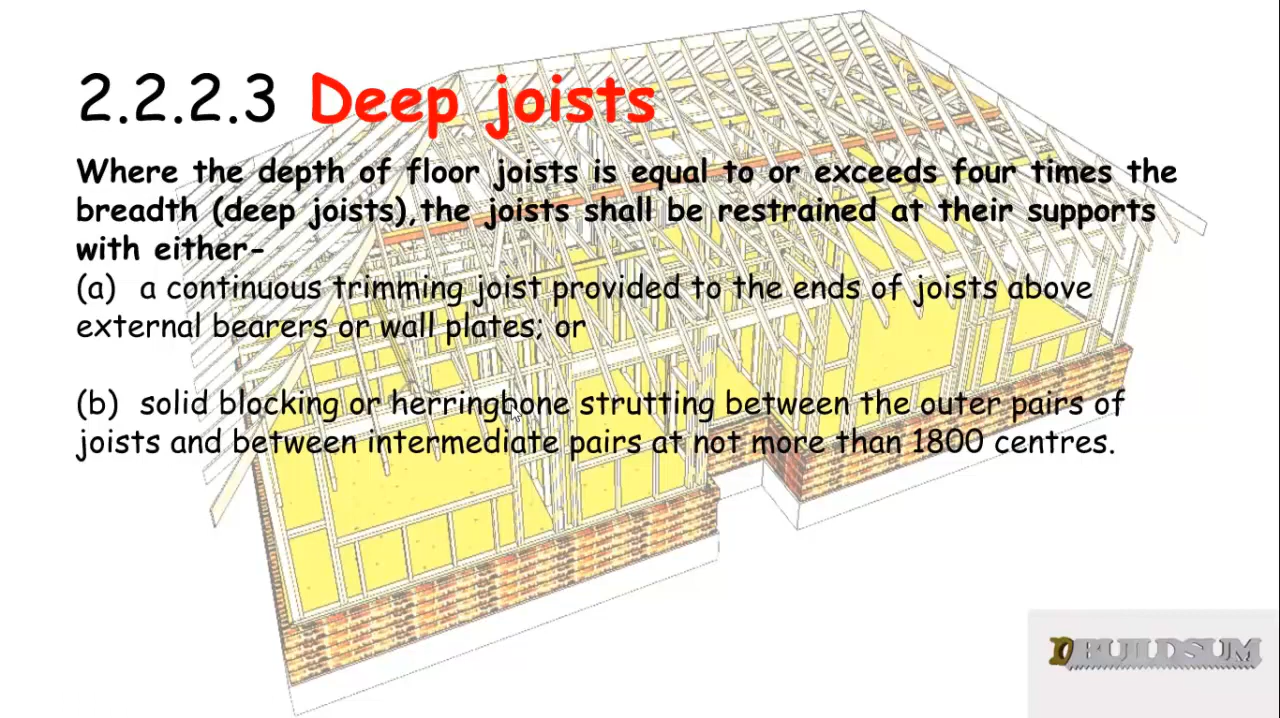 2.2.2.3 Deep joists
Where the depth of floor joists is equal to or exceeds four times the
breadth (deep joists),the joists shall be restrained at their supports
with either-
(a) a continuous trimming joist provided to the ends of joists above
external bearers or wall plates; or
(b) solid blocking or herringbone strutting between the outer pairs of
joists and between intermediate pairs at not more than 1800 centres.
BUILDSUM